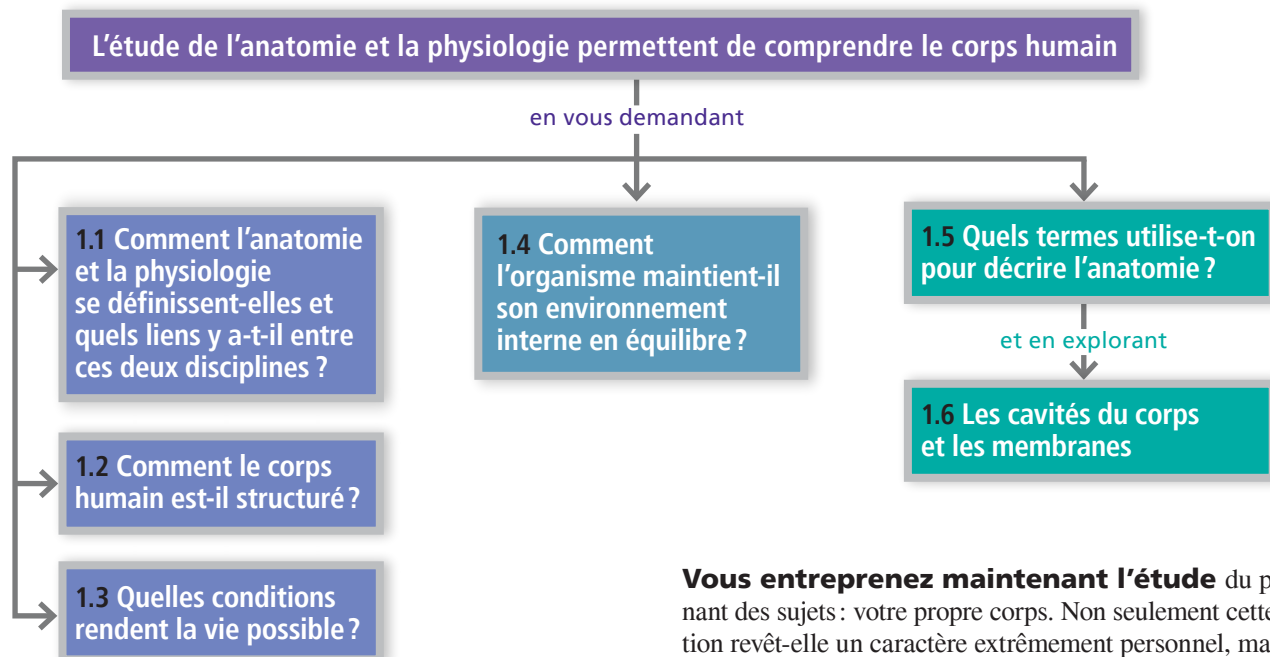 L'étude de l'anatomie et la physiologie permettent de comprendre le corps humain
en vous demandant
1.1 Comment l'anatomie
et la physiologie
se définissent-elles et
quels liens y a-t-il entre
ces deux disciplines ?
1.2 Comment le corps
humain est-il structuré ?
1.3 Quelles conditions
rendent la vie possible ?
1.4 Comment
l'organisme maintient-il
son environnement
interne en équilibre ?
1.5 Quels termes utilise-t-on
pour décrire l'anatomie ?
et en explorant
1.6 Les cavités du corps
et les membranes
Vous entreprenez maintenant l'étude du p
nant des sujets : votre propre corps. Non seulement cette
tion revêt-elle un caractère extrêmement personnel, ma